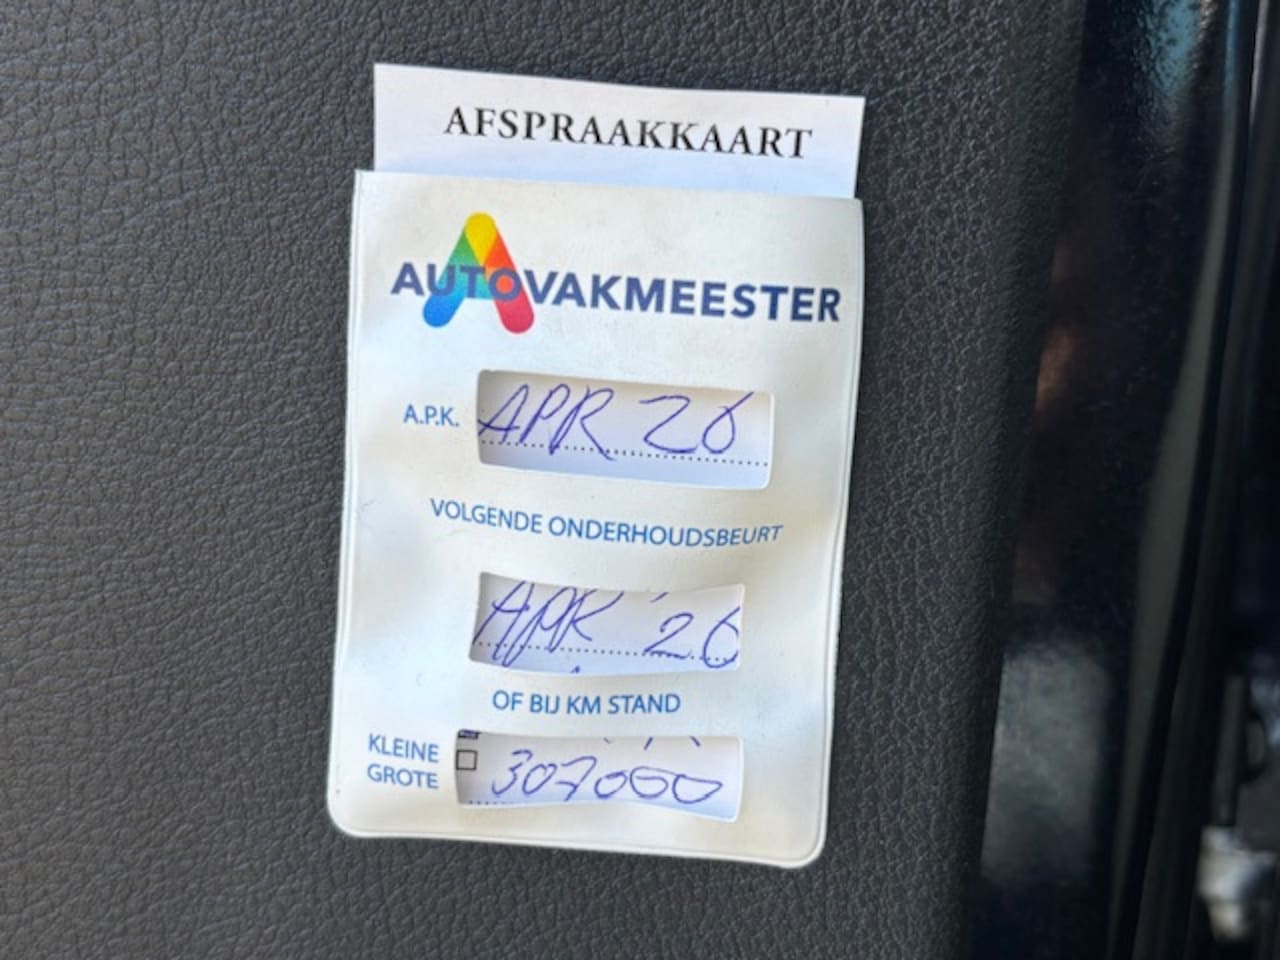 AFSPRAAKKAART
AUTOVAKMEESTER
A.P.K. APR 26
VOLGENDE ONDERHOUDSBEURT
APR '26
OF BIJ KM STAND
KLEINE
GROTE 307000